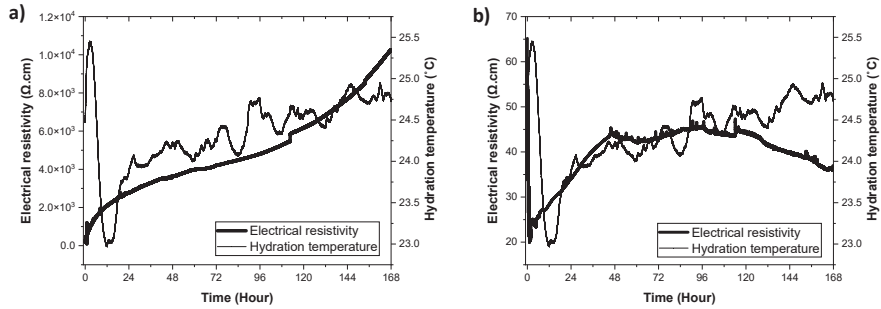 a)
Electrical resistivity (Ω.cm)
1.2×10⁴
1.0×10⁴
8.0×10³
6.0×10³
4.0×10³
2.0×10³
0.0
25.5
25.0
24.5
24.0
23.5
23.0
Hydration temperature (°C)
Electrical resistivity
Hydration temperature
0 24 48 72 96 120 144 168
Time (Hour)
b)
Electrical resistivity (Ω.cm)
70
60
50
40
30
20
25.5
25.0
24.5
24.0
23.5
23.0
Hydration temperature (°C)
Electrical resistivity
Hydration temperature
0 24 48 72 96 120 144 168
Time (Hour)